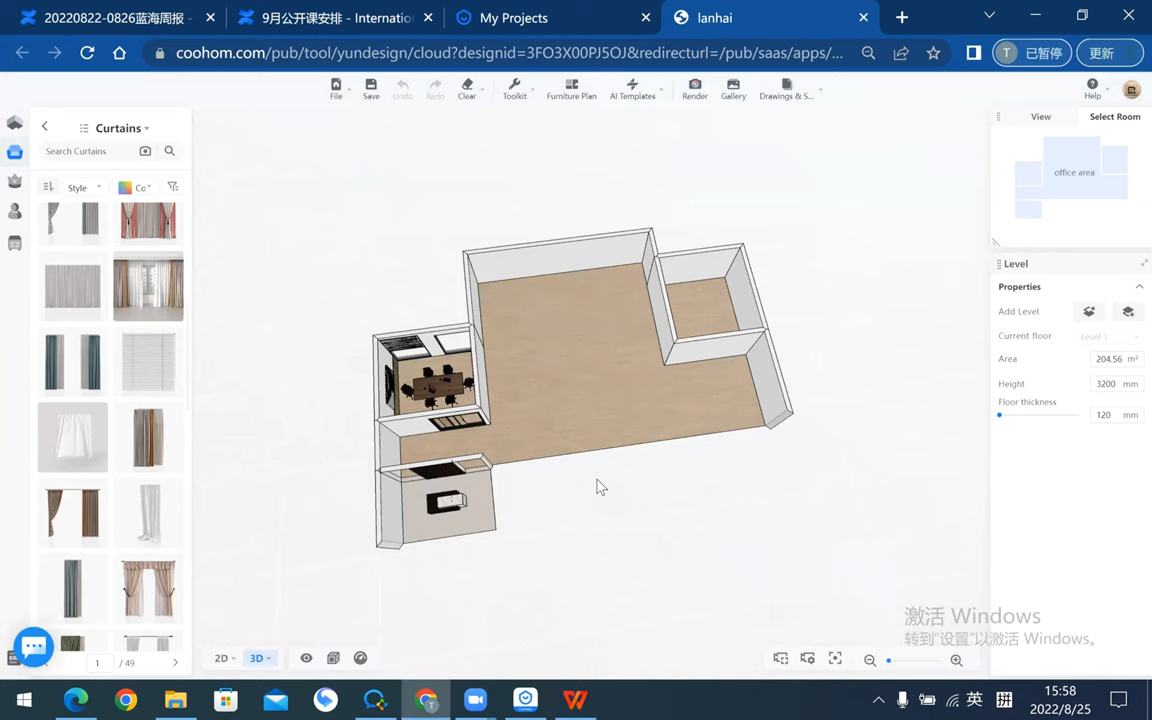 20220822-0826蓝海周报 -
9月公开课安排 - Internatio
My Projects
lanhai
coohom.com/pub/tool/yundesign/cloud?designid=3FO3X00PJ5OJ&redirecturl=/pub/saas/apps/...
T 已暂停
更新
File
Save
Undo
Redo
Clear
Toolkit
Furniture Plan
AI Templates
Render
Gallery
Drawings & S...
Help
Curtains
Search Curtains
Style
Co
View
Select Room
office area
Level
Properties
Add Level
Current floor
Level 1
Area
204.56 m²
Height
3200 mm
Floor thickness
120 mm
激活 Windows
转到"设置"以激活 Windows。
1 / 49
2D
3D
英
拼
15:58
2022/8/25